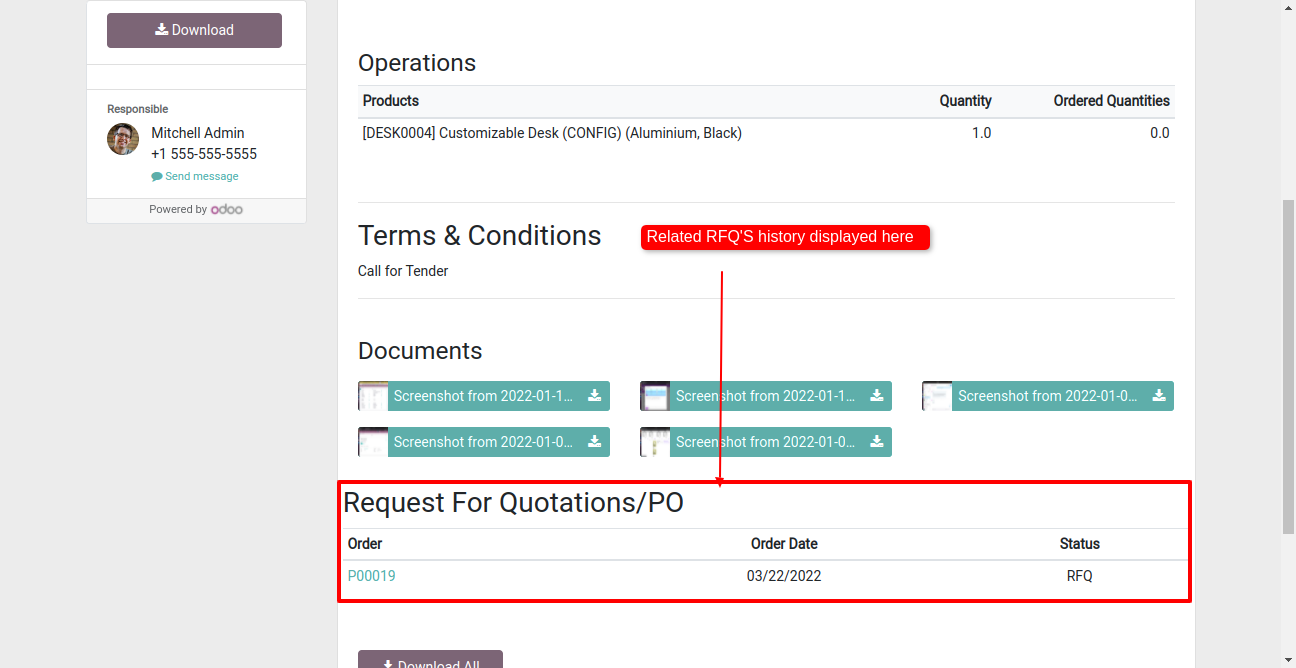 Download
Responsible
Mitchell Admin
+1 555-555-5555
Send message
Powered by odoo
Operations
Products Quantity Ordered Quantities
[DESK0004] Customizable Desk (CONFIG) (Aluminium, Black) 1.0 0.0
Terms & Conditions
Related RFQ'S history displayed here
Call for Tender
Documents
Screenshot from 2022-01-1... Screenshot from 2022-01-1... Screenshot from 2022-01-0...
Screenshot from 2022-01-0... Screenshot from 2022-01-0...
Request For Quotations/PO
Order Order Date Status
P00019 03/22/2022 RFQ
Download All